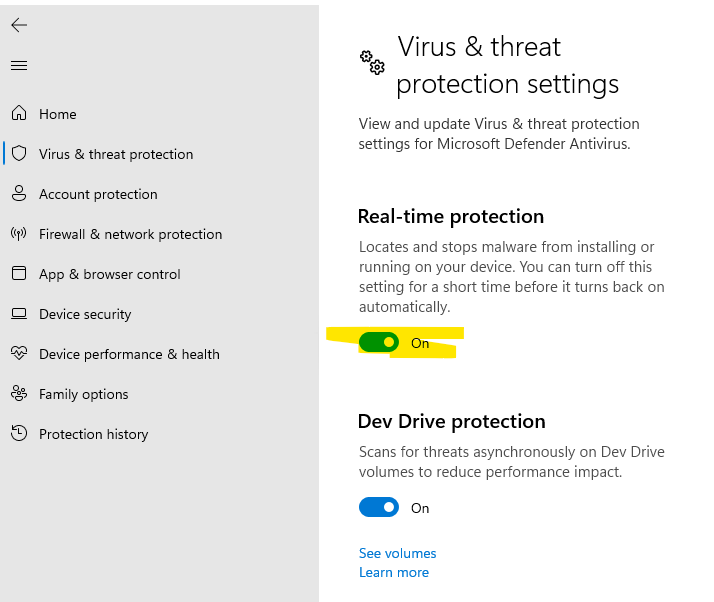 Home
Virus & threat protection
Account protection
Firewall & network protection
App & browser control
Device security
Device performance & health
Family options
Protection history
Virus & threat
protection settings
View and update Virus & threat protection
settings for Microsoft Defender Antivirus.
Real-time protection
Locates and stops malware from installing or
running on your device. You can turn off this
setting for a short time before it turns back on
automatically.
On
Dev Drive protection
Scans for threats asynchronously on Dev Drive
volumes to reduce performance impact.
On
See volumes
Learn more